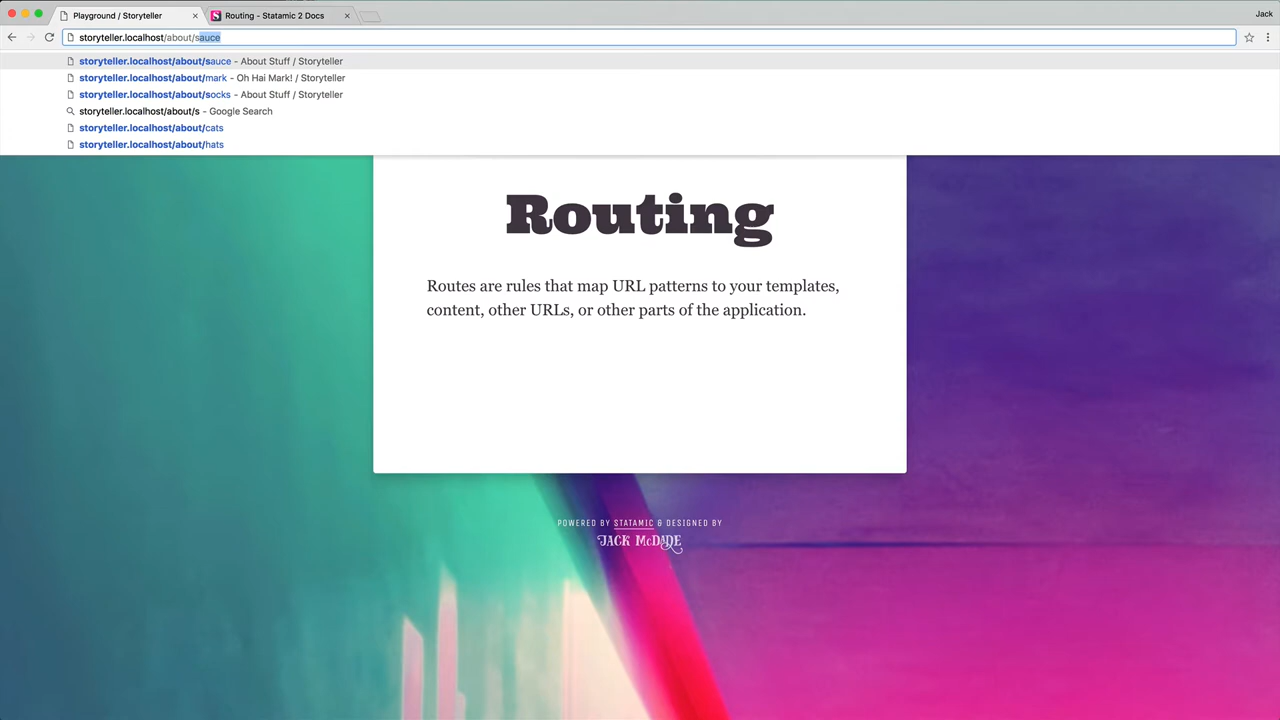 Playground / Storyteller
Routing - Statamic 2 Docs
Jack
storyteller.localhost/about/sauce
storyteller.localhost/about/sauce - About Stuff / Storyteller
storyteller.localhost/about/mark - Oh Hai Mark! / Storyteller
storyteller.localhost/about/socks - About Stuff / Storyteller
storyteller.localhost/about/s - Google Search
storyteller.localhost/about/cats
storyteller.localhost/about/hats
Routing
Routes are rules that map URL patterns to your templates,
content, other URLs, or other parts of the application.
POWERED BY STATAMIC & DESIGNED BY
JACK McDADE